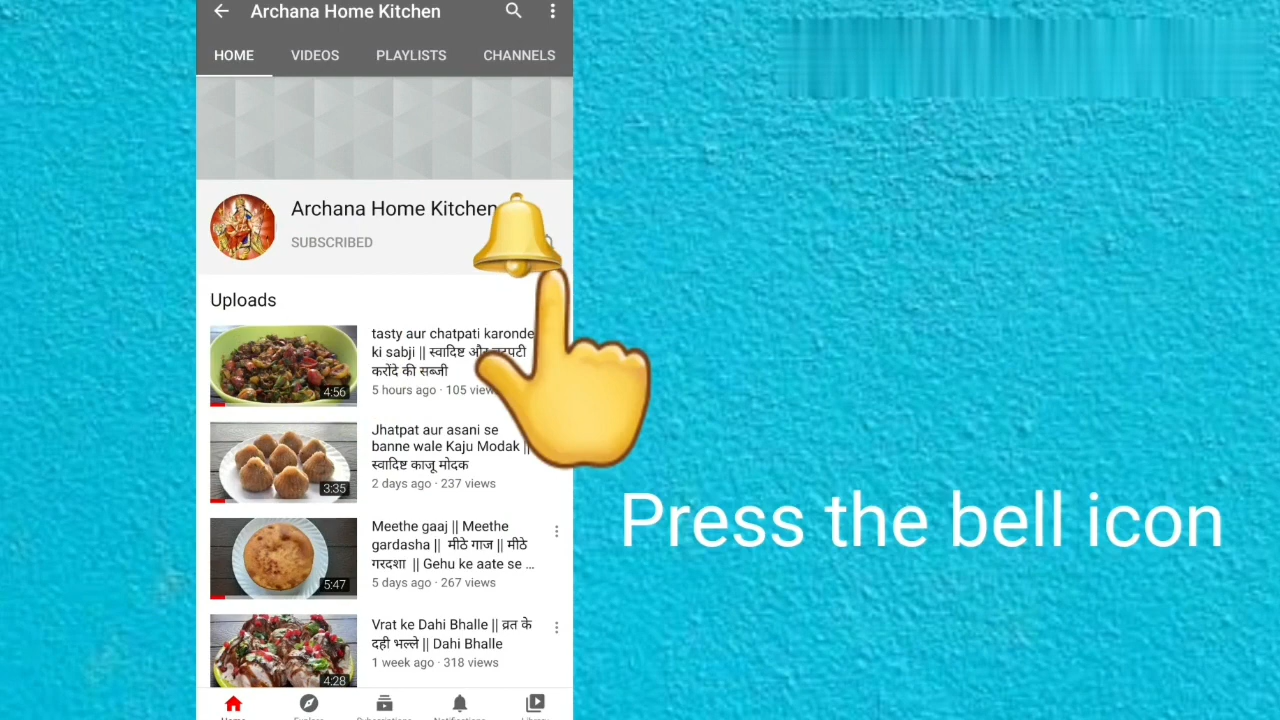 Archana Home Kitchen
HOME VIDEOS PLAYLISTS CHANNELS
Archana Home Kitchen
SUBSCRIBED
Uploads
tasty aur chatpati karonde
ki sabji || स्वादिष्ट और
करोंदे की सब्जी
5 hours ago · 105
4:56
Jhatpat aur asani se
banne wale Kaju Modak ||
स्वादिष्ट काजू मोदक
2 days ago · 237 views
3:35
Meethe gaaj || Meethe
gardasha || मीठे गाज || मीठे
गरदशा || Gehu ke aate se ...
5 days ago · 267 views
5:47
Vrat ke Dahi Bhalle || व्रत के
दही भल्ले || Dahi Bhalle
1 week ago · 318 views
4:28
Press the bell icon